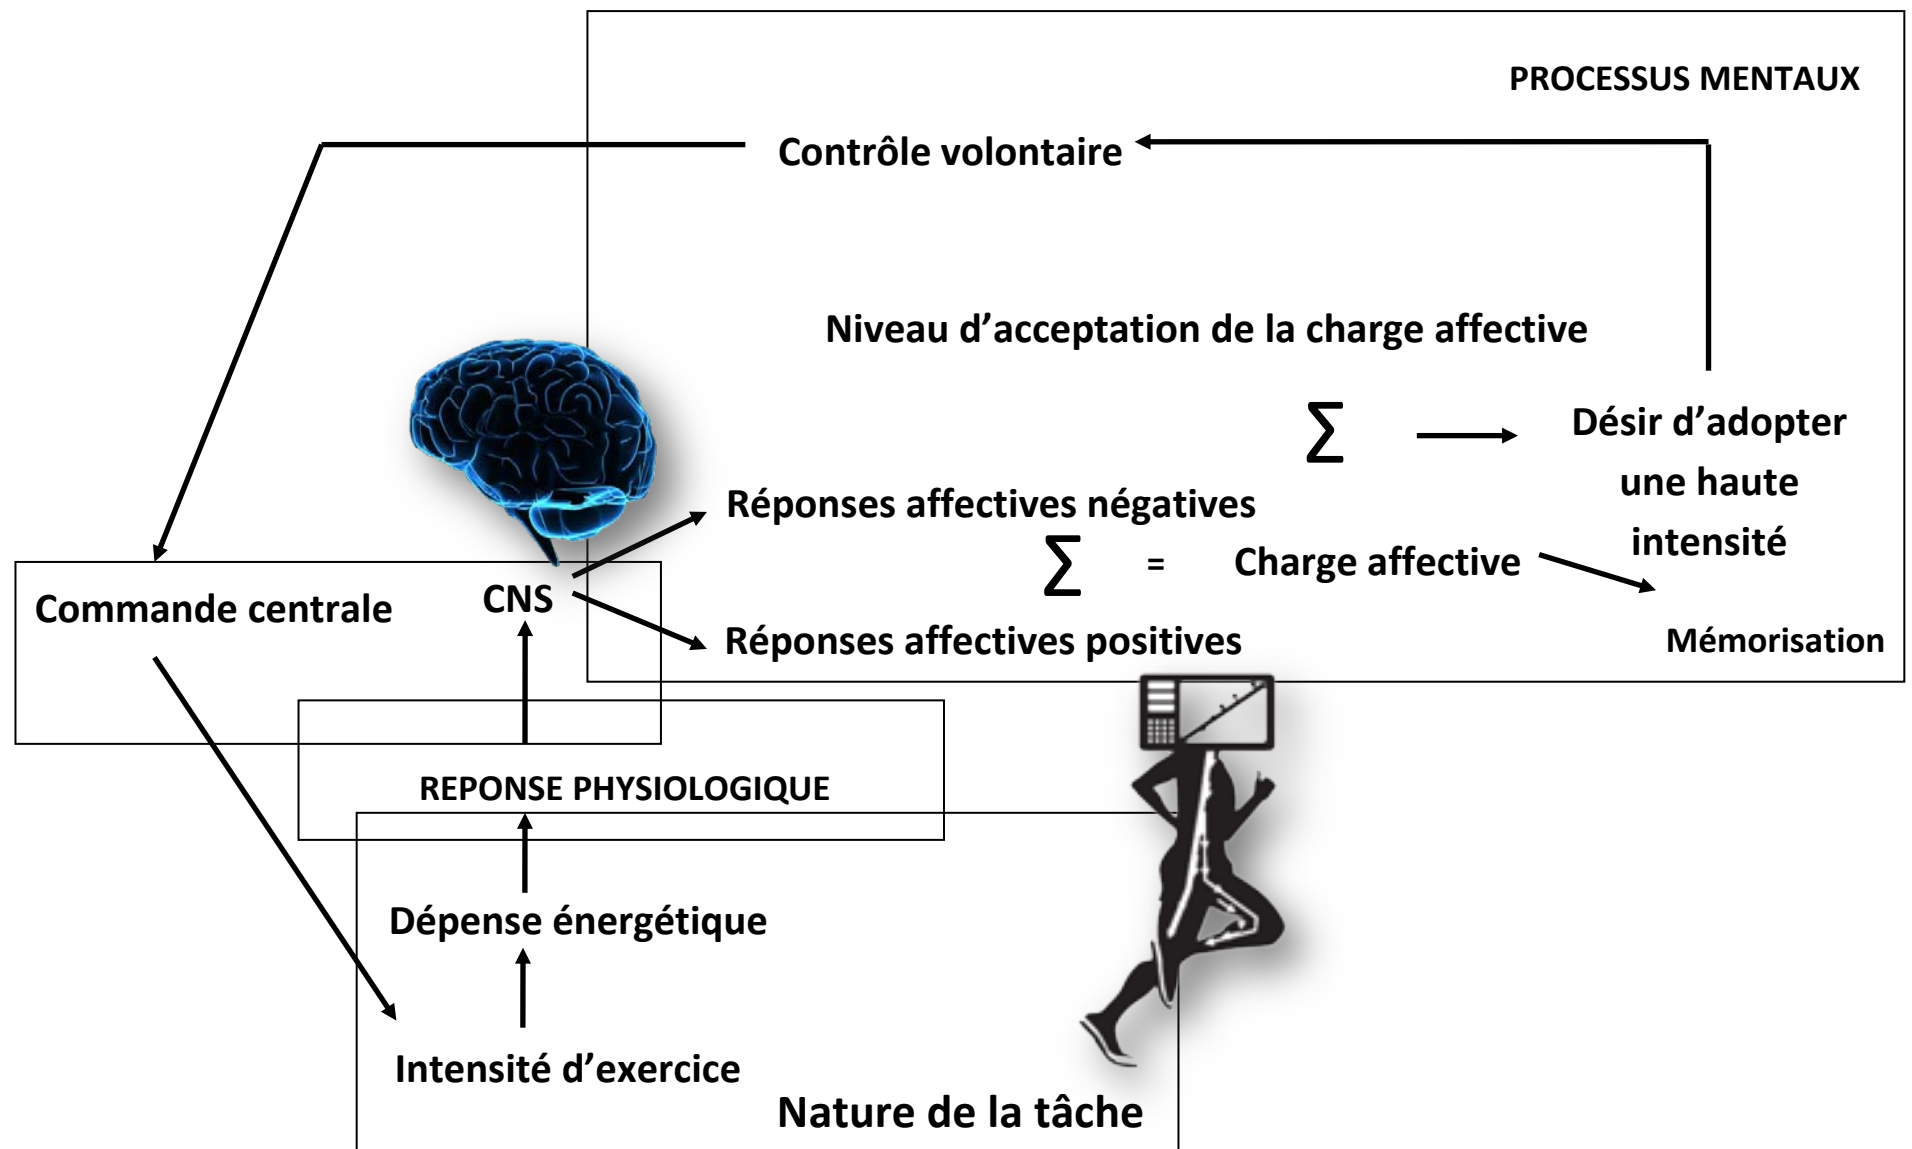 PROCESSUS MENTAUX
Contrôle volontaire
Niveau d’acceptation de la charge affective
Σ
Désir d’adopter
une haute
intensité
Réponses affectives négatives
Σ = Charge affective
Réponses affectives positives
Mémorisation
Commande centrale
CNS
REPONSE PHYSIOLOGIQUE
Dépense énergétique
Intensité d’exercice
Nature de la tâche